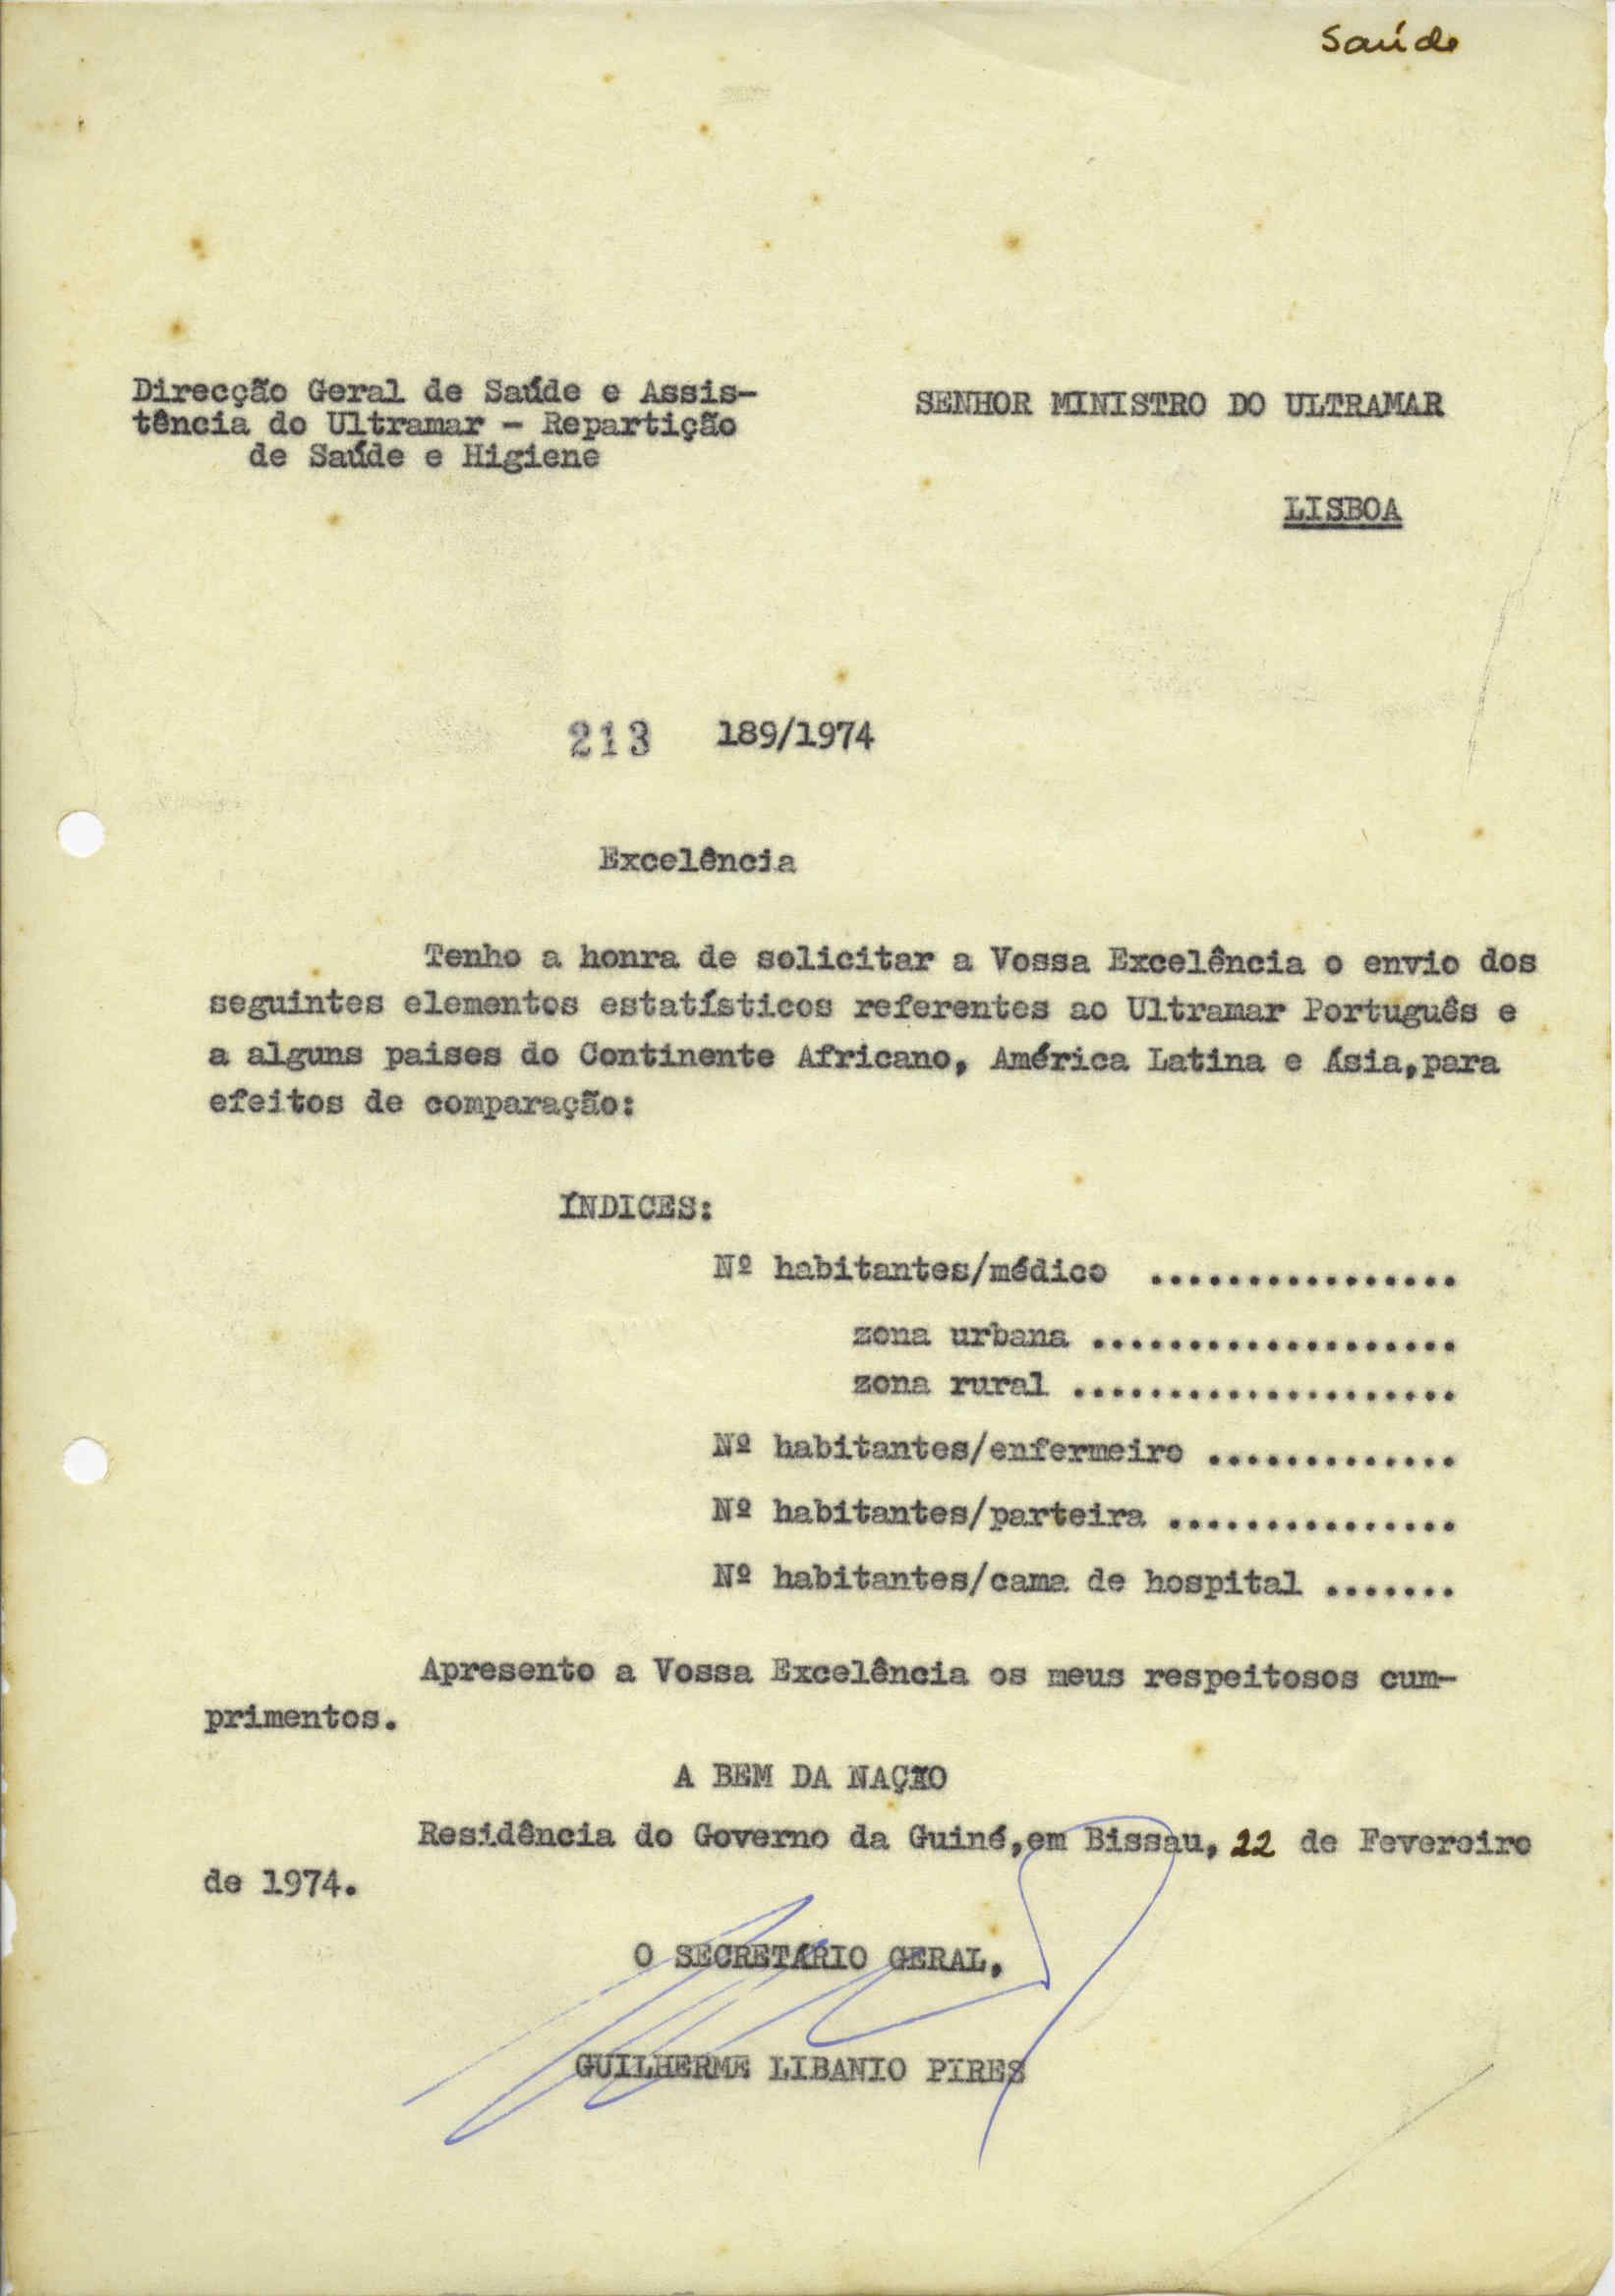 Saúde
Direcção Geral de Saúde e Assis-
tência do Ultramar - Repartição
de Saúde e Higiene
SENHOR MINISTRO DO ULTRAMAR
LISBOA
213 189/1974
Excelência
Tenho a honra de solicitar a Vossa Excelência o envio dos
seguintes elementos estatísticos referentes ao Ultramar Português e
a alguns paises do Continente Africano, América Latina e Ásia,para
efeitos de comparação:
ÍNDICES:
Nº habitantes/médico ................
zona urbana ...................
zona rural ....................
Nº habitantes/enfermeiro .............
Nº habitantes/parteira ...............
Nº habitantes/cama de hospital .......
Apresento a Vossa Excelência os meus respeitosos cum-
primentos.
A BEM DA NAÇÃO
Residência do Governo da Guiné,em Bissau, 22 de Fevereiro
de 1974.
O SECRETÁRIO GERAL,
GUILHERME LIBANIO PIRES